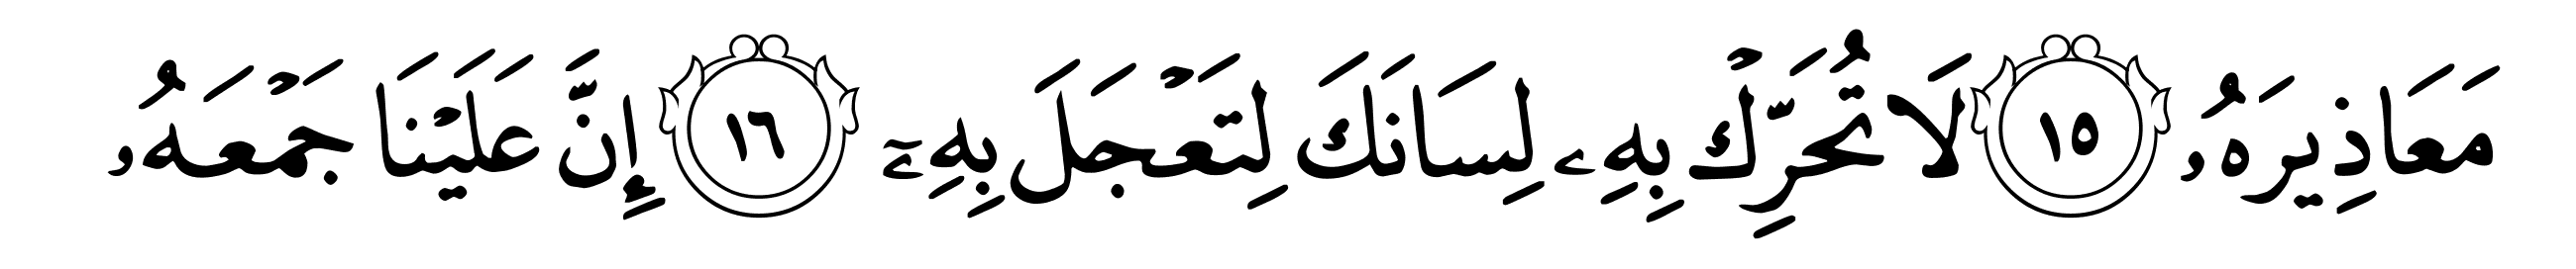 مَعَاذِيرَهُۥ ١٥ لَا تُحَرِّكْ بِهِۦ لِسَانَكَ لِتَعْجَلَ بِهِۦٓ ١٦ إِنَّ عَلَيْنَا جَمْعَهُۥ